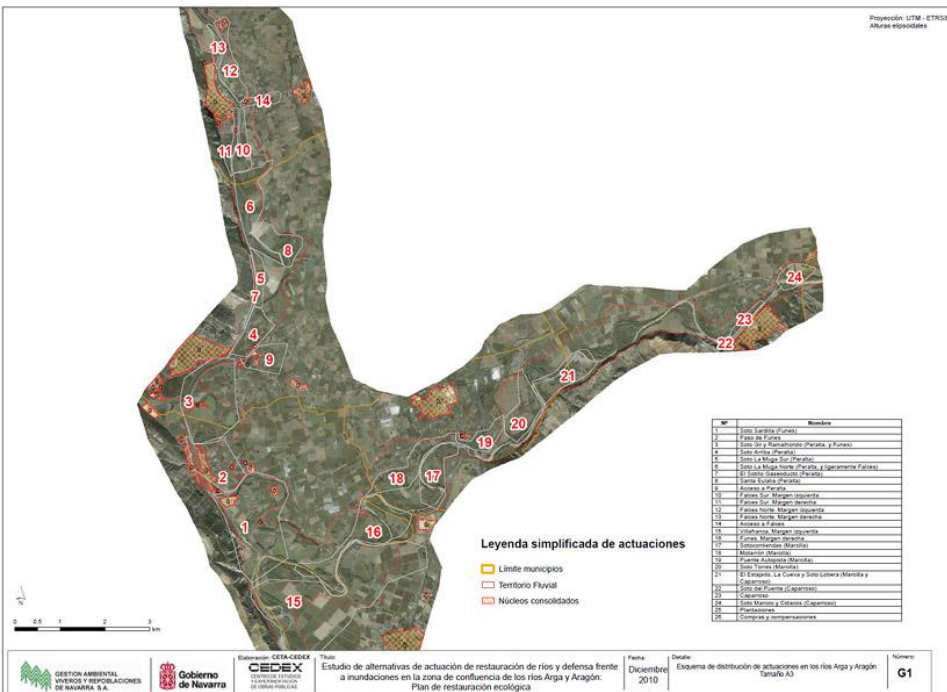 Proyección: UTM - ETRS8
Alturas elipsoidales
13
12
14
11
10
6
8
5
7
4
9
3
2
1
15
16
17
18
19
20
21
22
23
24
Nº Nombre
1 Soto Sardilla (Funes)
2 Paso de Funes
3 Soto Gil y Ramalhondo (Peralta, y Funes)
4 Soto Arriba (Peralta)
5 Soto La Muga Sur (Peralta)
6 Soto La Muga Norte (Peralta, y ligeramente Falces)
7 El Sotillo Gaseoducto (Peralta)
8 Santa Eulalia (Peralta)
9 Acceso a Peralta
10 Falces Sur. Margen izquierda
11 Falces Sur. Margen derecha
12 Falces Norte. Margen izquierda
13 Falces Norte. Margen derecha
14 Acceso a Falces
15 Villafranca. Margen izquierda
16 Funes. Margen derecha
17 Sotocontiendas (Marcilla)
18 (Marcilla)
19 Puente Autopista (Marcilla)
20 Soto Torres (Marcilla)
21 El Estajado, La Cueva y Soto Lobera (Marcilla y
Caparroso)
22 Soto del Puente (Caparroso)
23 Caparroso
24 Soto Manolo y Cidacos (Caparroso)
25 Plantaciones
26 Compras y compensaciones
Leyenda simplificada de actuaciones
Límite municipios
Territorio Fluvial
Núcleos consolidados
N
0 0.5 1 2 3
km
GESTION AMBIENTAL
VIVEROS Y REPOBLACIONES
DE NAVARRA S.A.
Gobierno
de Navarra
Elaboración: CETA-CEDEX
CEDEX
CENTRO DE ESTUDIOS
Y EXPERIMENTACIÓN
DE OBRAS PÚBLICAS
Título:
Estudio de alternativas de actuación de restauración de ríos y defensa frente
a inundaciones en la zona de confluencia de los ríos Arga y Aragón:
Plan de restauración ecológica
Fecha:
Diciembre
2010
Detalle:
Esquema de distribución de actuaciones en los ríos Arga y Aragón
Tamaño A3
Número:
G1